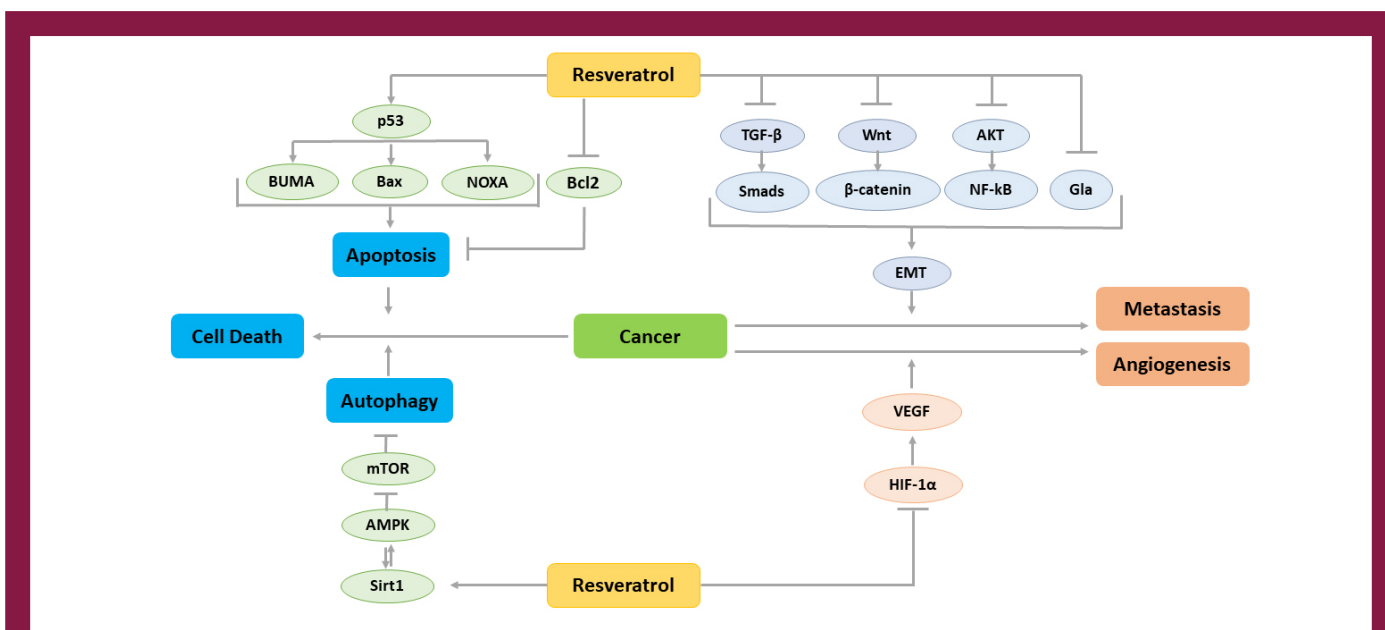 Resveratrol
p53
TGF-β
Wnt
AKT
BUMA
Bax
NOXA
Bcl2
Smads
β-catenin
NF-kB
Gla
Apoptosis
EMT
Metastasis
Cell Death
Cancer
Angiogenesis
Autophagy
VEGF
mTOR
HIF-1α
AMPK
Sirt1
Resveratrol